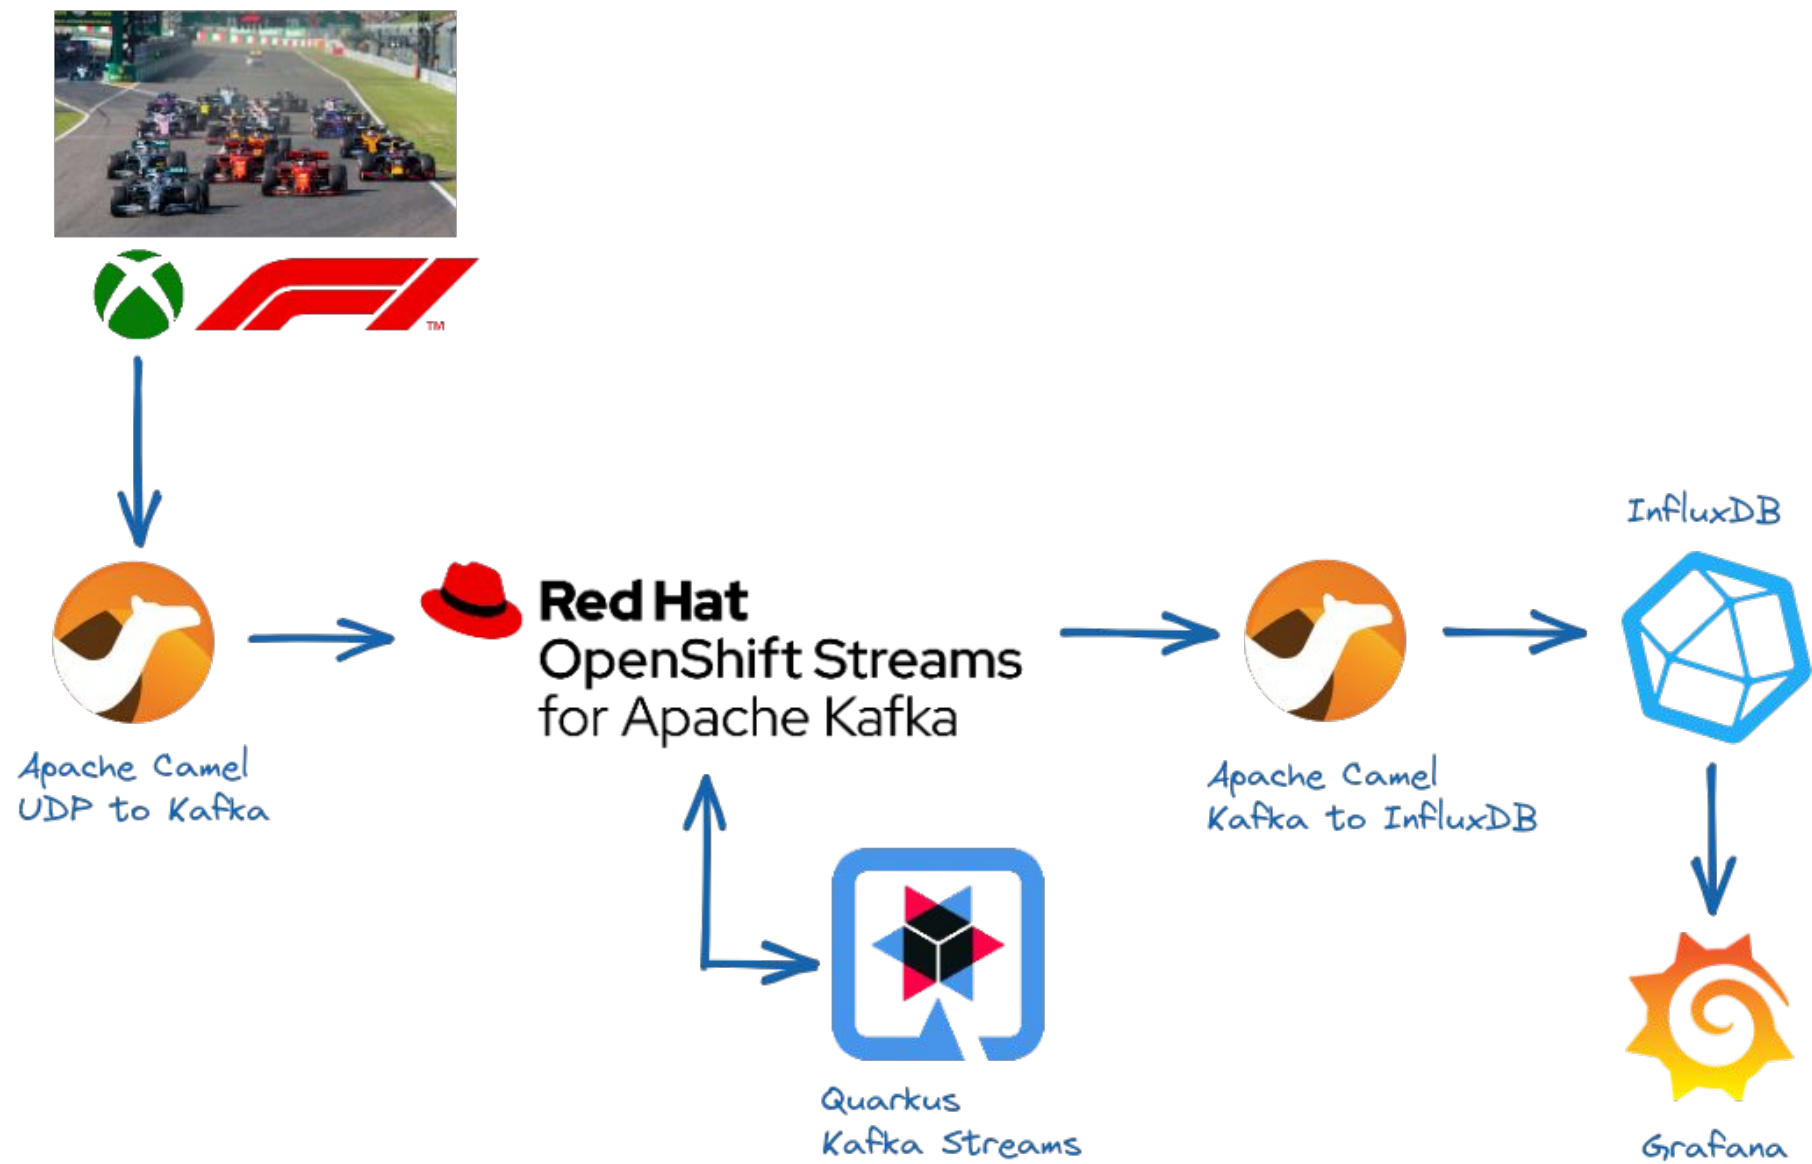 F1
TM
InfluxDB
Red Hat
OpenShift Streams
for Apache Kafka
Apache Camel
UDP to Kafka
Apache Camel
Kafka to InfluxDB
Quarkus
Kafka Streams
Grafana